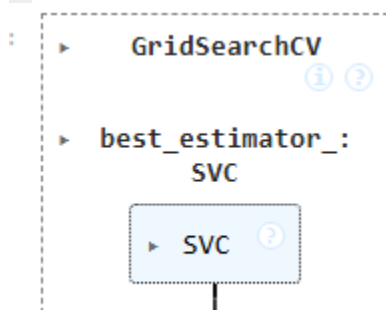 :
GridSearchCV
i ?
best_estimator_:
SVC
SVC ?